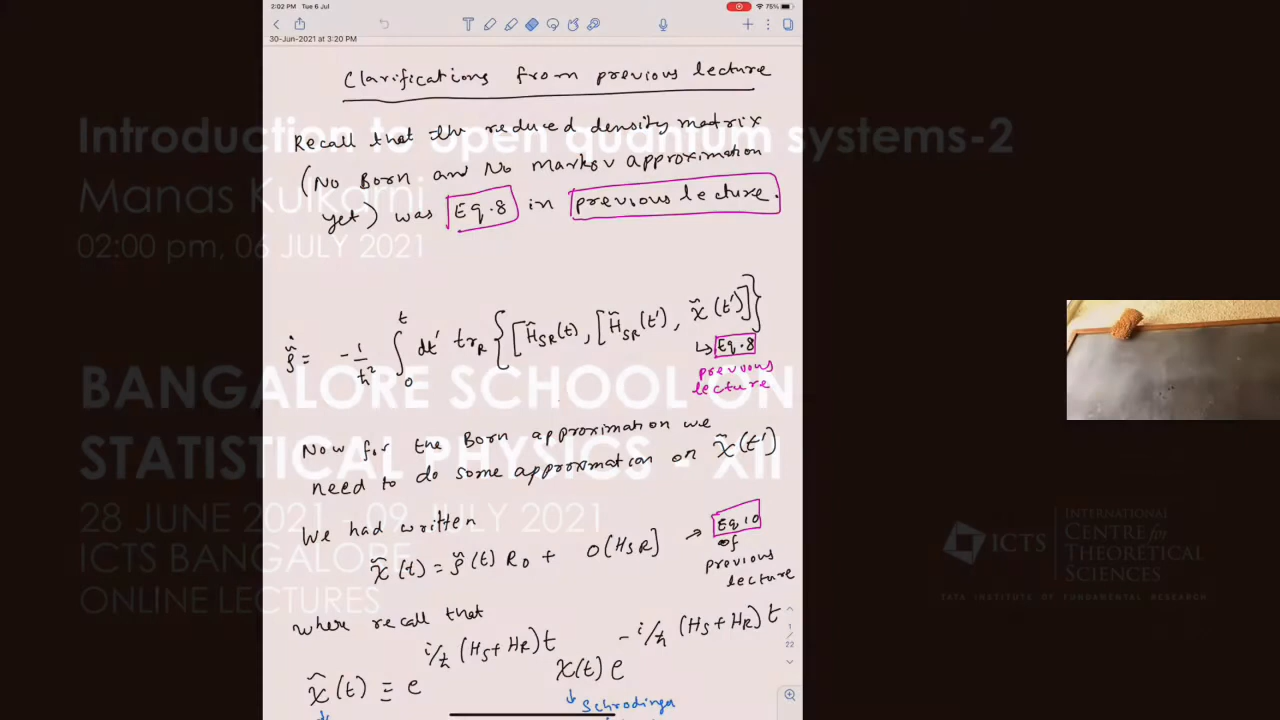 2:02 PM Tue 6 Jul
75%
30-Jun-2021 at 3:20 PM
Clarifications from previous lecture
Recall that the reduced density matrix
(No Born and No Markov approximation
yet) was Eq.8 in previous lecture.
ρ̃̇ = -1/ħ² ∫₀ᵗ dt' tr_R {[H̃_SR(t), [H̃_SR(t'), χ̃(t')]]}
↳ Eq.8
previous
lecture
Now for the Born approximation we
need to do some approximation on χ̃(t')
We had written
χ̃(t) = ρ̃(t) R₀ + O[H_SR] → Eq.10
of
previous
lecture
where recall that
χ̃(t) ≡ e^{i/ħ (H_S+H_R)t} χ(t) e^{-i/ħ (H_S+H_R)t}
↓ Schrodinger
1
/
22
Introduction to open quantum systems-2
Manas Kulkarni
02:00 pm, 06 JULY 2021
BANGALORE SCHOOL ON
STATISTICAL PHYSICS - XII
28 JUNE 2021 - 09 JULY 2021
ICTS BANGALORE
ONLINE LECTURES
ICTS
INTERNATIONAL
CENTRE for
THEORETICAL
SCIENCES
TATA INSTITUTE OF FUNDAMENTAL RESEARCH